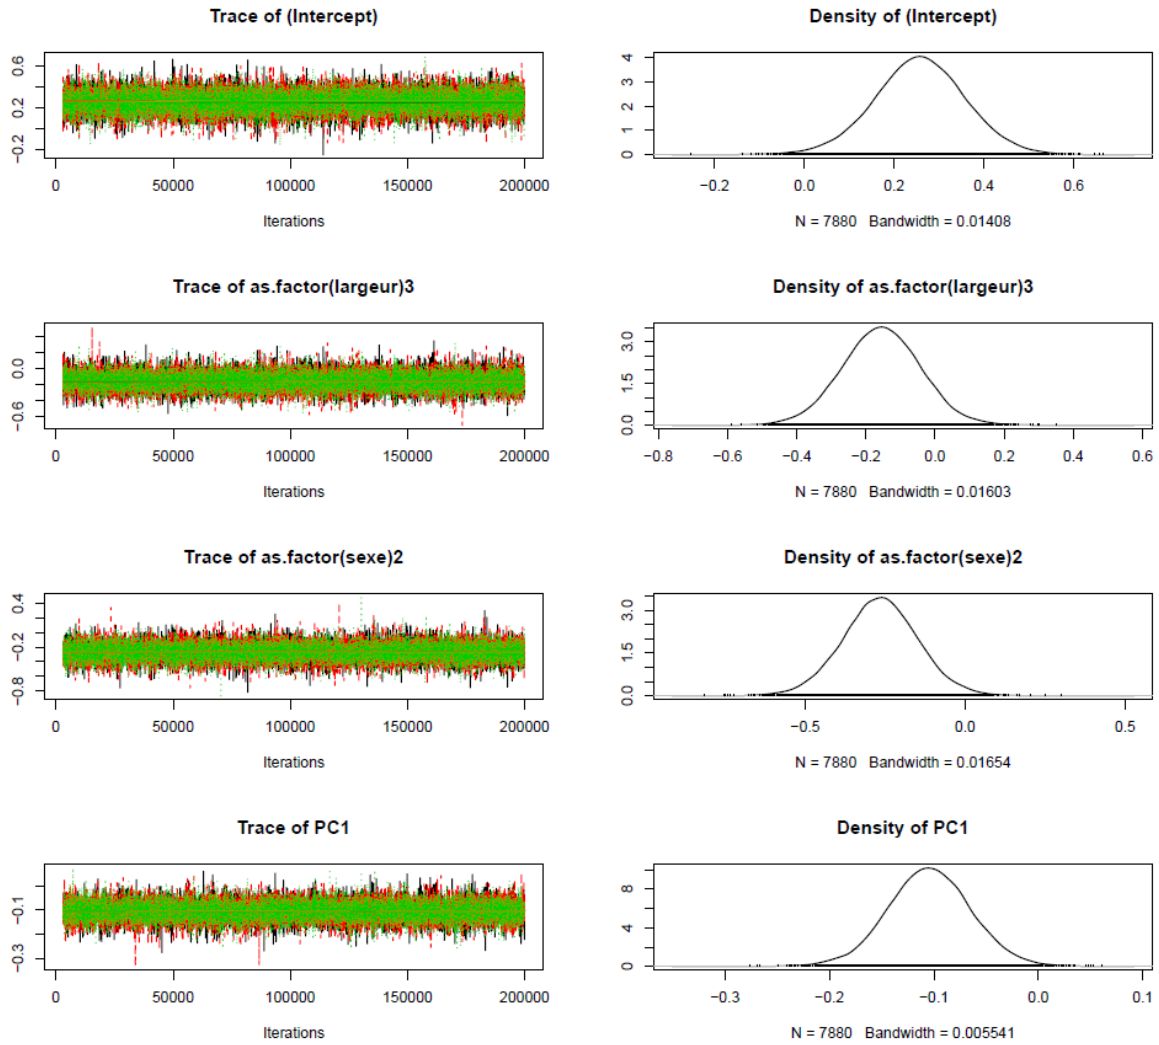 Trace of (Intercept)
0.6
0.2
−0.2
0 50000 100000 150000 200000
Iterations
Density of (Intercept)
4
3
2
1
0
−0.2 0.0 0.2 0.4 0.6
N = 7880 Bandwidth = 0.01408
Trace of as.factor(largeur)3
0.0
−0.6
0 50000 100000 150000 200000
Iterations
Density of as.factor(largeur)3
3.0
1.5
0.0
−0.8 −0.6 −0.4 −0.2 0.0 0.2 0.4 0.6
N = 7880 Bandwidth = 0.01603
Trace of as.factor(sexe)2
0.4
−0.2
−0.8
0 50000 100000 150000 200000
Iterations
Density of as.factor(sexe)2
3.0
1.5
0.0
−0.5 0.0 0.5
N = 7880 Bandwidth = 0.01654
Trace of PC1
−0.1
−0.3
0 50000 100000 150000 200000
Iterations
Density of PC1
8
4
0
−0.3 −0.2 −0.1 0.0 0.1
N = 7880 Bandwidth = 0.005541